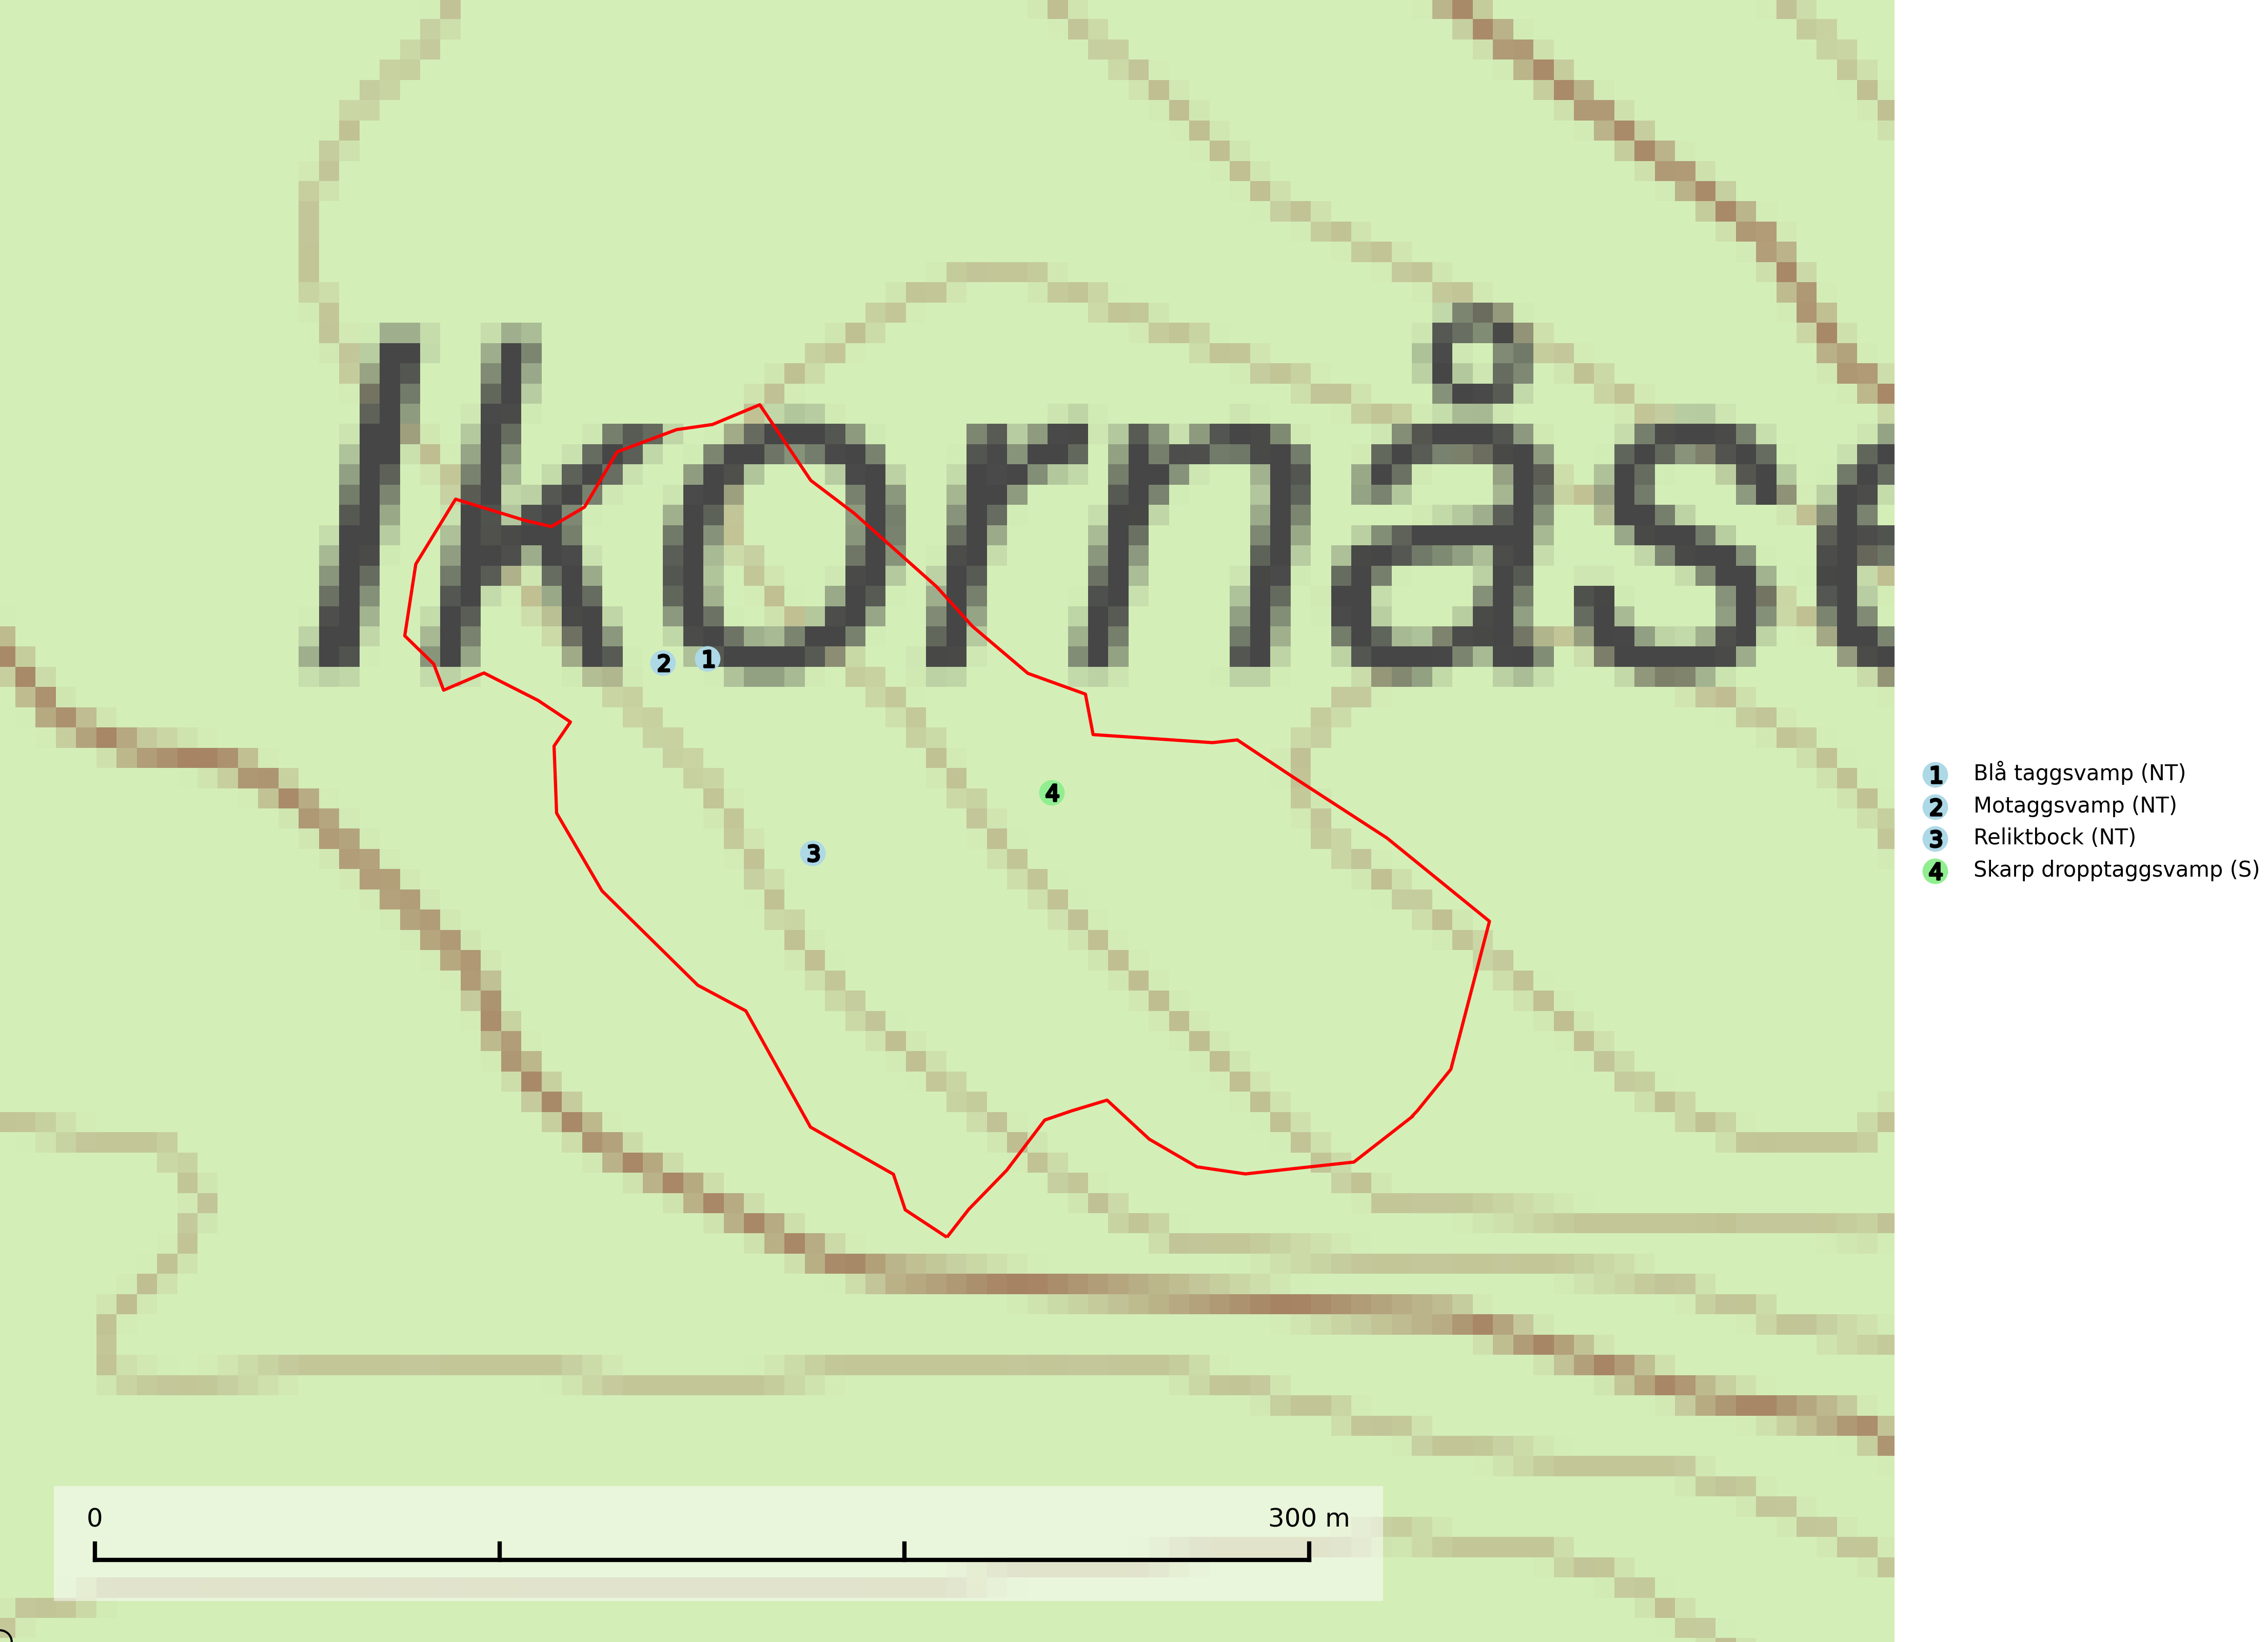 lkornåse
2 1
4
3
1 Blå taggsvamp (NT)
2 Motaggsvamp (NT)
3 Reliktbock (NT)
4 Skarp dropptaggsvamp (S)
0 300 m